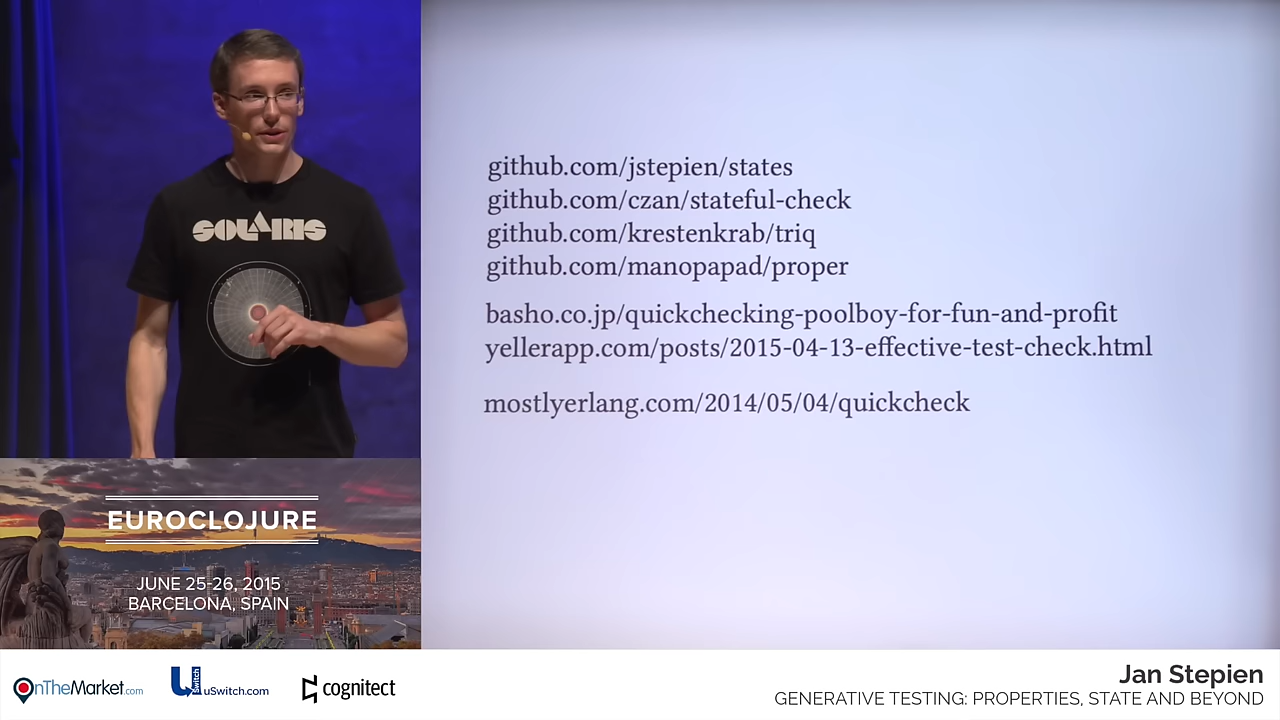 SOLARIS
github.com/jstepien/states
github.com/czan/stateful-check
github.com/krestenkrab/triq
github.com/manopapad/proper
basho.co.jp/quickchecking-poolboy-for-fun-and-profit
yellerapp.com/posts/2015-04-13-effective-test-check.html
mostlyerlang.com/2014/05/04/quickcheck
EUROCLOJURE
JUNE 25-26, 2015
BARCELONA, SPAIN
OnTheMarket.com
uSwitch
uSwitch.com
cognitect
Jan Stepien
GENERATIVE TESTING: PROPERTIES, STATE AND BEYOND